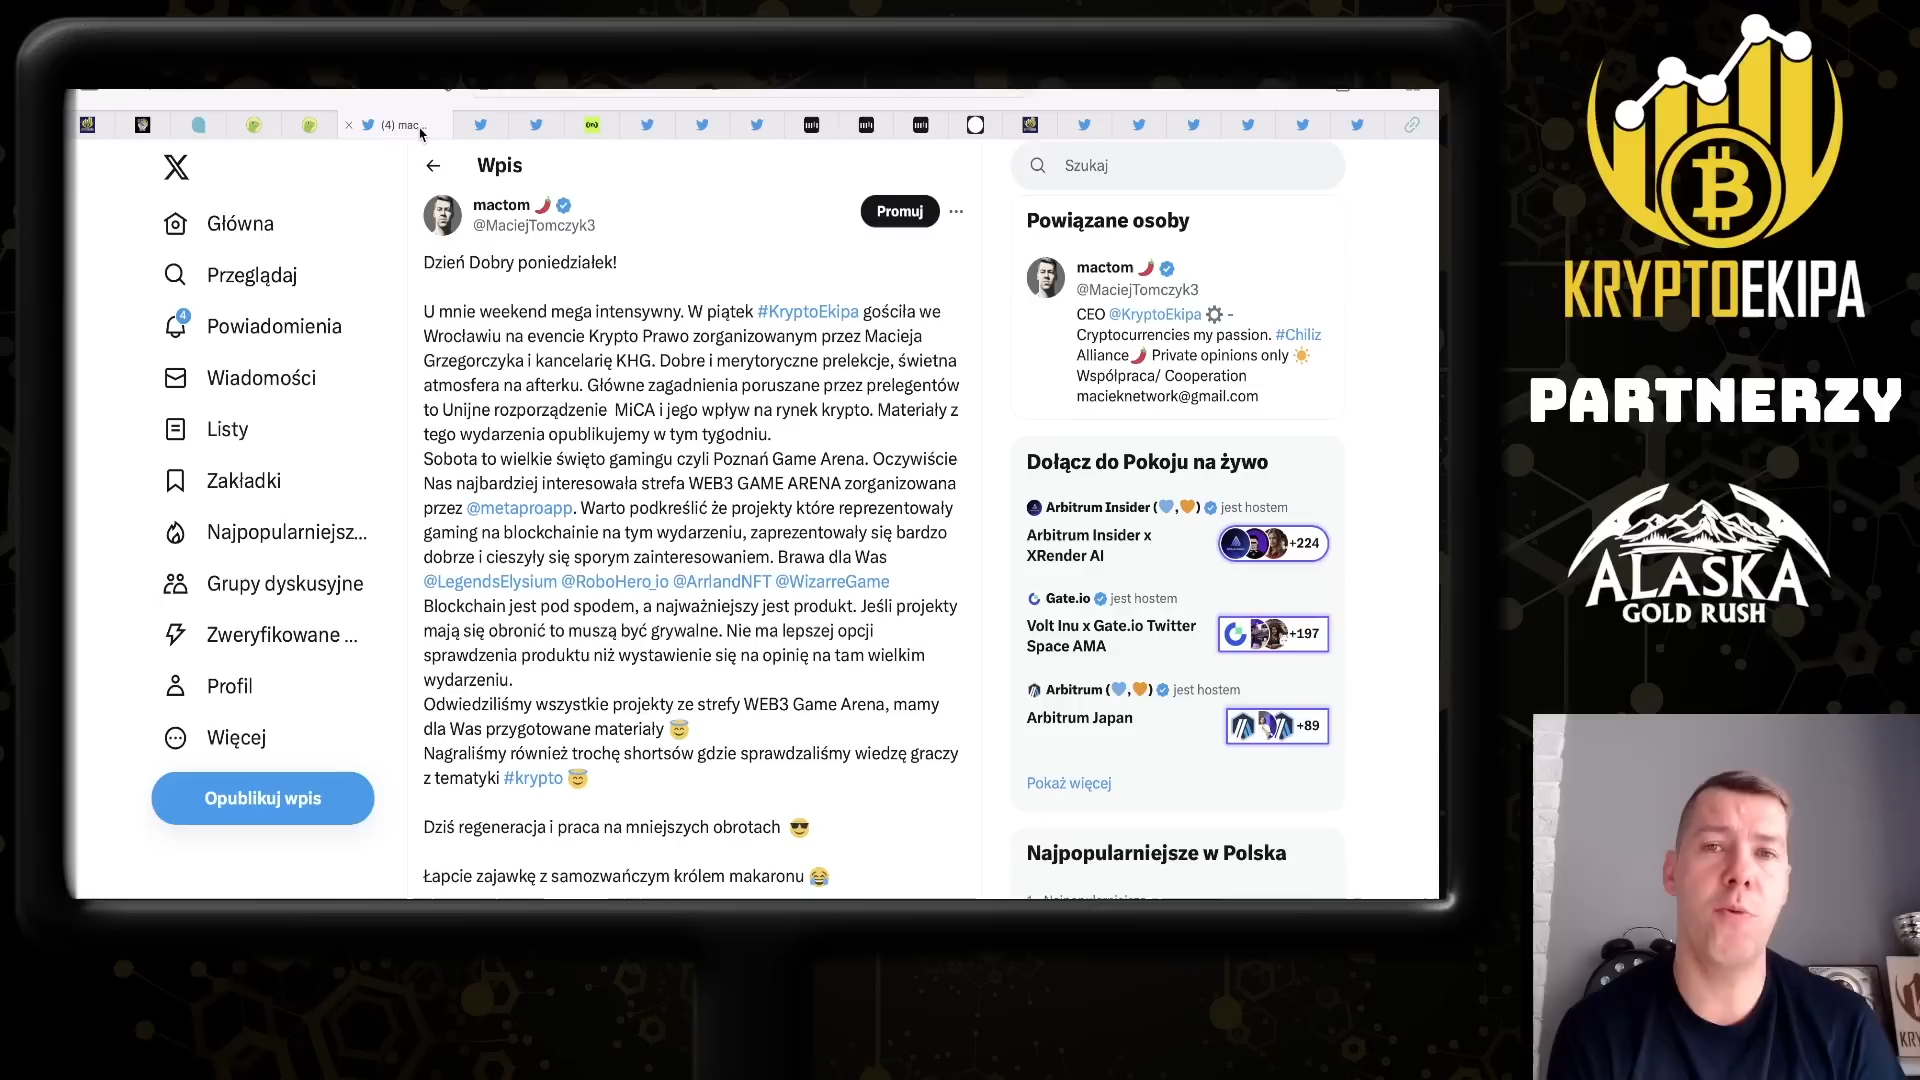 (4) mac...
Główna
Przeglądaj
4
Powiadomienia
Wiadomości
Listy
Zakładki
Najpopularniejsz...
Grupy dyskusyjne
Zweryfikowane ...
Profil
Więcej
Opublikuj wpis
Wpis
mactom
@MaciejTomczyk3
Promuj
Dzień Dobry poniedziałek!
U mnie weekend mega intensywny. W piątek #KryptoEkipa gościła we
Wrocławiu na evencie Krypto Prawo zorganizowanym przez Macieja
Grzegorczyka i kancelarię KHG. Dobre i merytoryczne prelekcje, świetna
atmosfera na afterku. Główne zagadnienia poruszane przez prelegentów
to Unijne rozporządzenie MiCA i jego wpływ na rynek krypto. Materiały z
tego wydarzenia opublikujemy w tym tygodniu.
Sobota to wielkie święto gamingu czyli Poznań Game Arena. Oczywiście
Nas najbardziej interesowała strefa WEB3 GAME ARENA zorganizowana
przez @metaproapp. Warto podkreślić że projekty które reprezentowały
gaming na blockchainie na tym wydarzeniu, zaprezentowały się bardzo
dobrze i cieszyły się sporym zainteresowaniem. Brawa dla Was
@LegendsElysium @RoboHero_io @ArrlandNFT @WizarreGame
Blockchain jest pod spodem, a najważniejszy jest produkt. Jeśli projekty
mają się obronić to muszą być grywalne. Nie ma lepszej opcji
sprawdzenia produktu niż wystawienie się na opinię na tam wielkim
wydarzeniu.
Odwiedziliśmy wszystkie projekty ze strefy WEB3 Game Arena, mamy
dla Was przygotowane materiały
Nagraliśmy również trochę shortsów gdzie sprawdzaliśmy wiedzę graczy
z tematyki #krypto
Dziś regeneracja i praca na mniejszych obrotach
Łapcie zajawkę z samozwańczym królem makaronu
Szukaj
Powiązane osoby
mactom
@MaciejTomczyk3
CEO @KryptoEkipa -
Cryptocurrencies my passion. #Chiliz
Alliance Private opinions only
Współpraca/ Cooperation
macieknetwork@gmail.com
Dołącz do Pokoju na żywo
Arbitrum Insider ( , ) jest hostem
Arbitrum Insider x
XRender AI
+224
Gate.io jest hostem
Volt Inu x Gate.io Twitter
Space AMA
+197
Arbitrum ( , ) jest hostem
Arbitrum Japan
+89
Pokaż więcej
Najpopularniejsze w Polska
KRYPTOEKIPA
PARTNERZY
ALASKA
GOLD RUSH